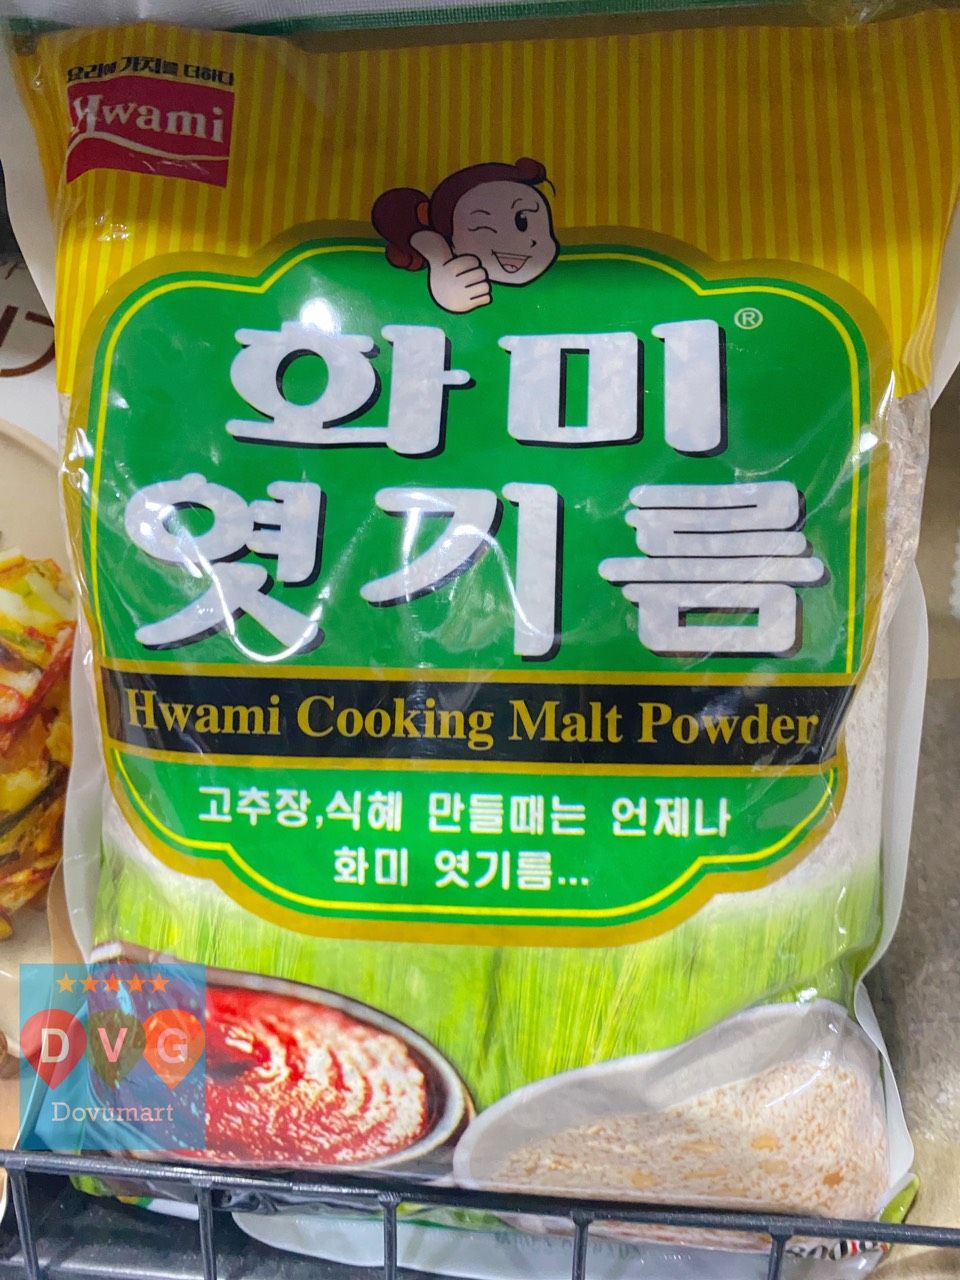 요리에 가치를 더하다
Hwami
화미®
엿기름
Hwami Cooking Malt Powder
고추장,식혜 만들때는 언제나
화미 엿기름...
DVG
Dovumart
800g